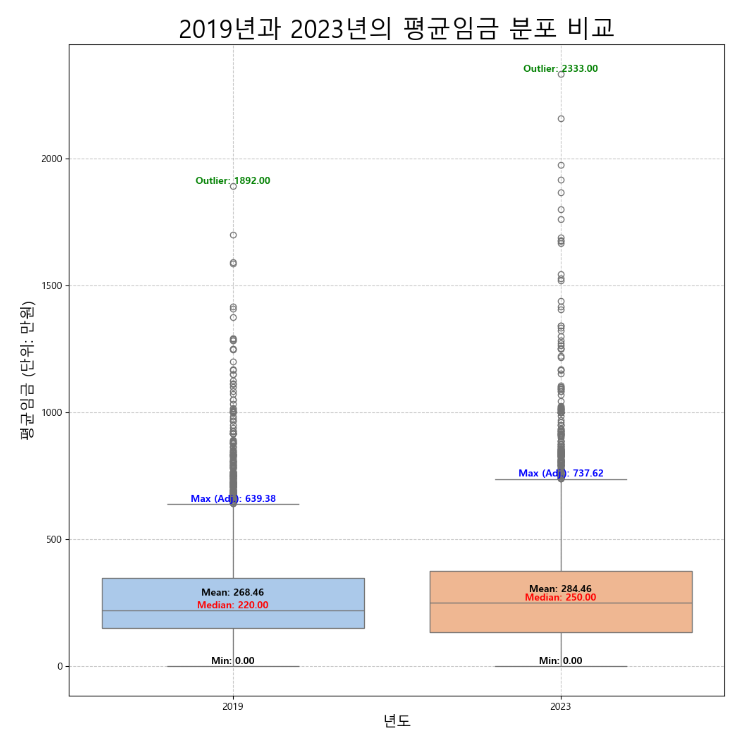 2019년과 2023년의 평균임금 분포 비교
Outlier: 2333.00
2000
Outlier: 1892.00
1500
평균임금 (단위: 만원)
1000
Max (Adj.): 737.62
Max (Adj.): 639.38
500
Mean: 268.46
Mean: 284.46
Median: 220.00
Median: 250.00
Min: 0.00
Min: 0.00
0
2019
2023
년도